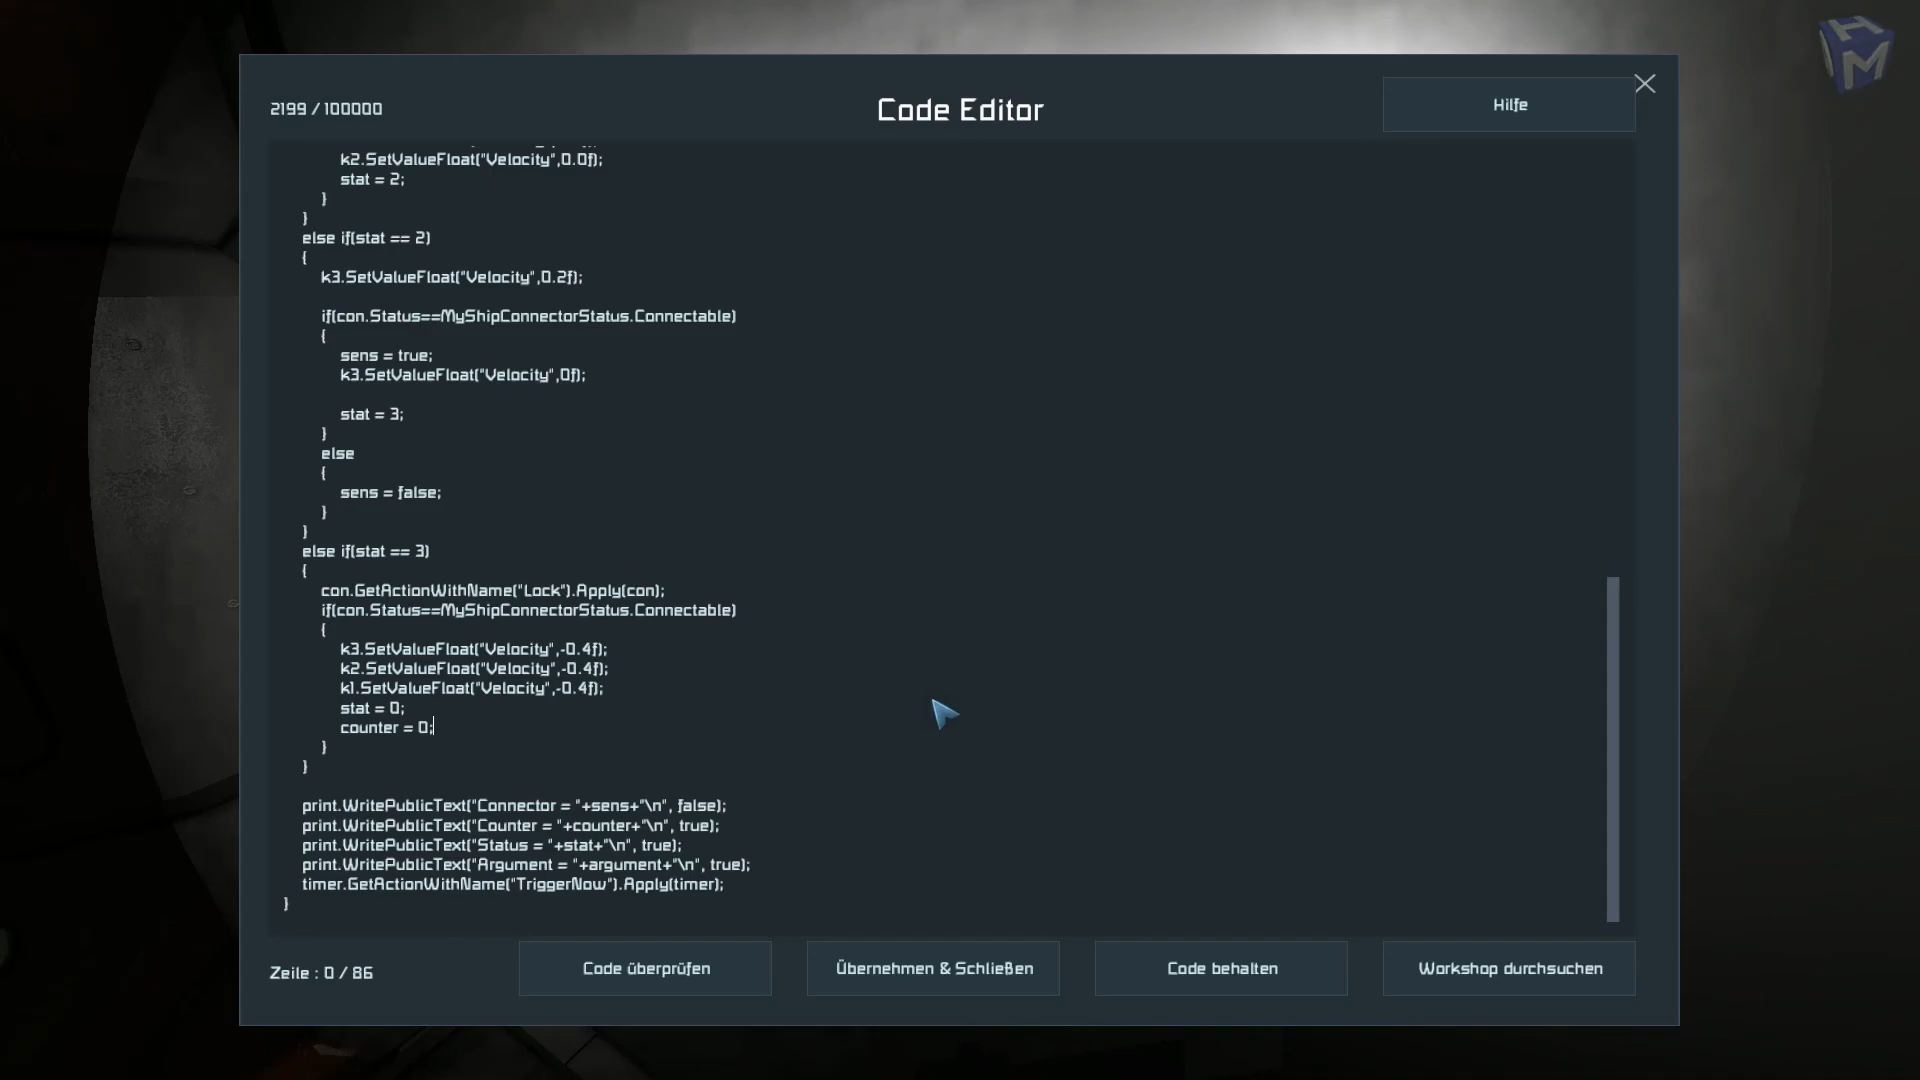 2199 / 100000
Code Editor
Hilfe
HM
k2.SetValueFloat("Velocity",0.0f);
stat = 2;
}
}
else if(stat == 2)
{
k3.SetValueFloat("Velocity",0.2f);
if(con.Status==MyShipConnectorStatus.Connectable)
{
sens = true;
k3.SetValueFloat("Velocity",0f);
stat = 3;
}
else
{
sens = false;
}
}
else if(stat == 3)
{
con.GetActionWithName("Lock").Apply(con);
if(con.Status==MyShipConnectorStatus.Connectable)
{
k3.SetValueFloat("Velocity",-0.4f);
k2.SetValueFloat("Velocity",-0.4f);
k1.SetValueFloat("Velocity",-0.4f);
stat = 0;
counter = 0;
}
}
print.WritePublicText("Connector = "+sens+"\n", false);
print.WritePublicText("Counter = "+counter+"\n", true);
print.WritePublicText("Status = "+stat+"\n", true);
print.WritePublicText("Argument = "+argument+"\n", true);
timer.GetActionWithName("TriggerNow").Apply(timer);
}
Zeile : 0 / 86
Code überprüfen
Übernehmen & Schließen
Code behalten
Workshop durchsuchen